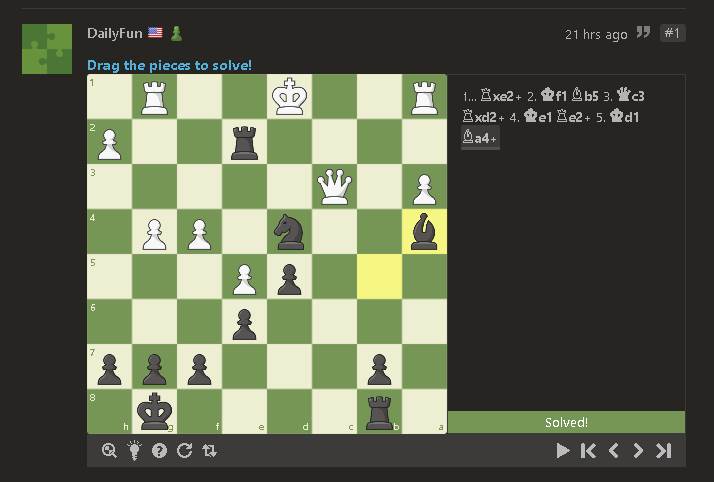 DailyFun
21 hrs ago #1
Drag the pieces to solve!
1... ♖xe2+ 2. ♚f1 ♗b5 3. ♛c3
♖xd2+ 4. ♚e1 ♖e2+ 5. ♚d1
♗a4+
1
2
3
4
5
6
7
8
h g f e d c b a
Solved!